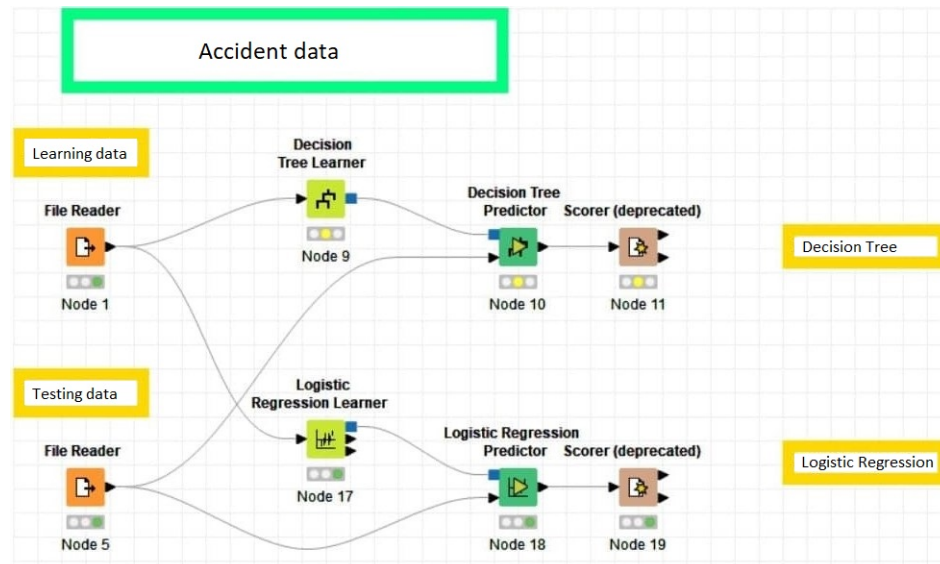 Accident data
Learning data
Decision
Tree Learner
File Reader
Decision Tree
Predictor
Scorer (deprecated)
Decision Tree
Node 9
Node 1
Node 10
Node 11
Testing data
Logistic
Regression Learner
File Reader
Logistic Regression
Predictor
Scorer (deprecated)
Logistic Regression
Node 17
Node 5
Node 18
Node 19